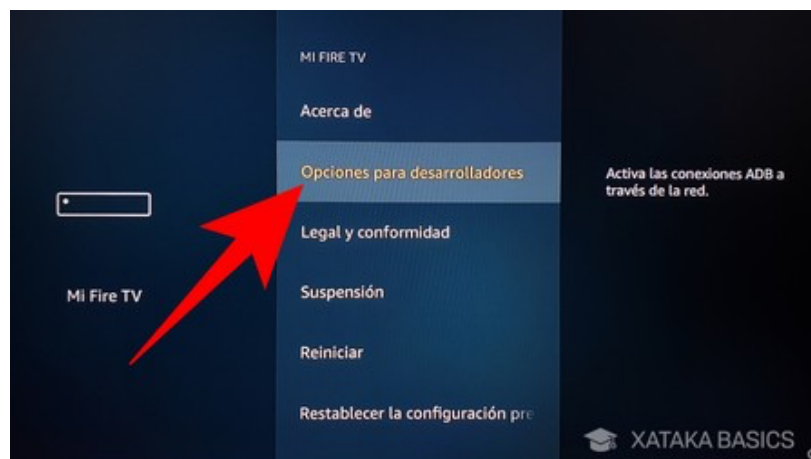 MI FIRE TV
Acerca de
Opciones para desarrolladores
Activa las conexiones ADB a
través de la red.
Legal y conformidad
Mi Fire TV
Suspensión
Reiniciar
Restablecer la configuración pre
XATAKA BASICS